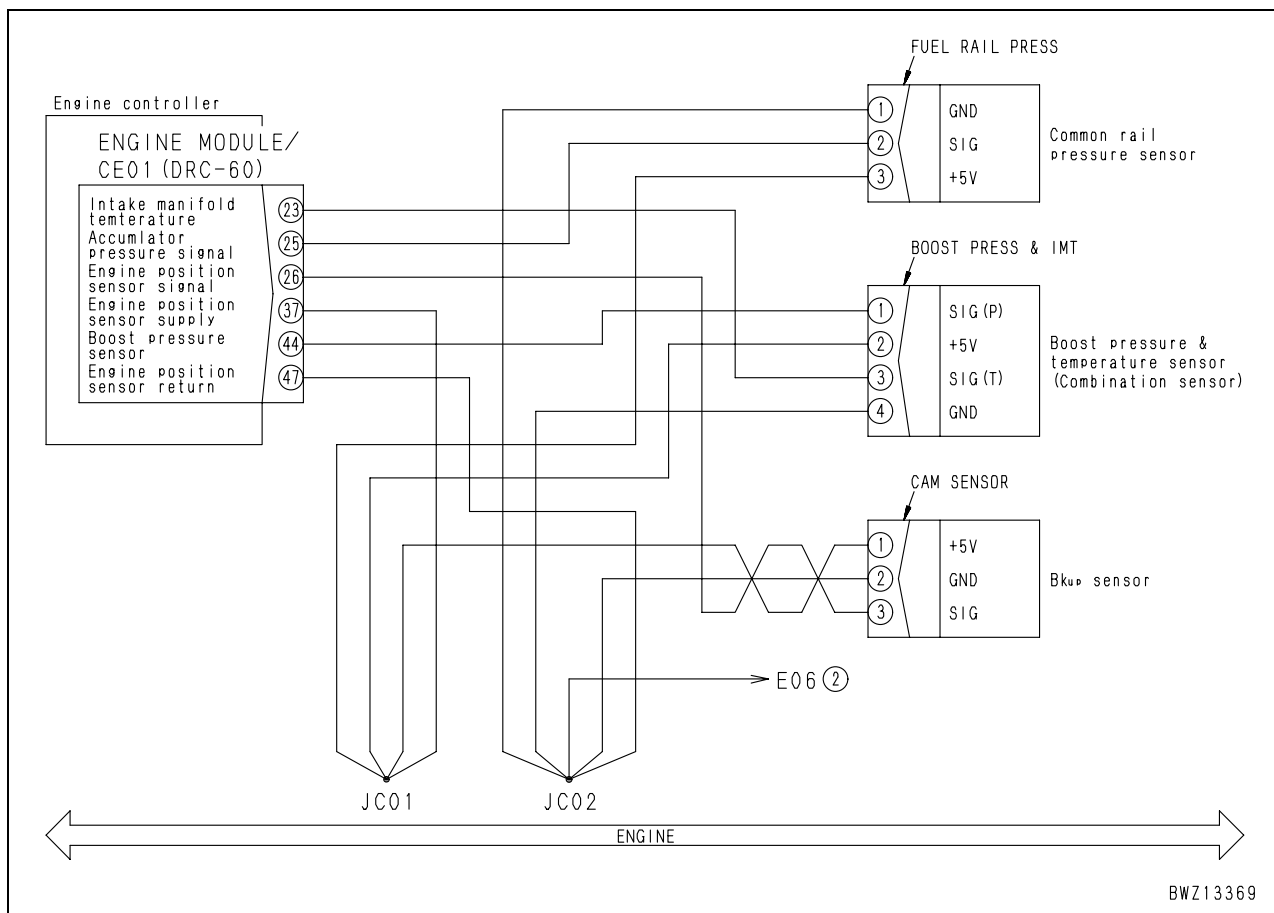 FUEL RAIL PRESS
Engine controller
ENGINE MODULE/
CE01 (DRC-60)
Intake manifold
temterature
23
Accumlator
pressure signal
25
Engine position
sensor signal
26
Engine position
sensor supply
37
Boost pressure
sensor
44
Engine position
sensor return
47
1 GND
2 SIG
3 +5V
Common rail
pressure sensor
BOOST PRESS & IMT
1 SIG(P)
2 +5V
3 SIG(T)
4 GND
Boost pressure &
temperature sensor
(Combination sensor)
CAM SENSOR
1 +5V
2 GND
3 SIG
Bkup sensor
E06 2
JC01
JC02
ENGINE
BWZ13369